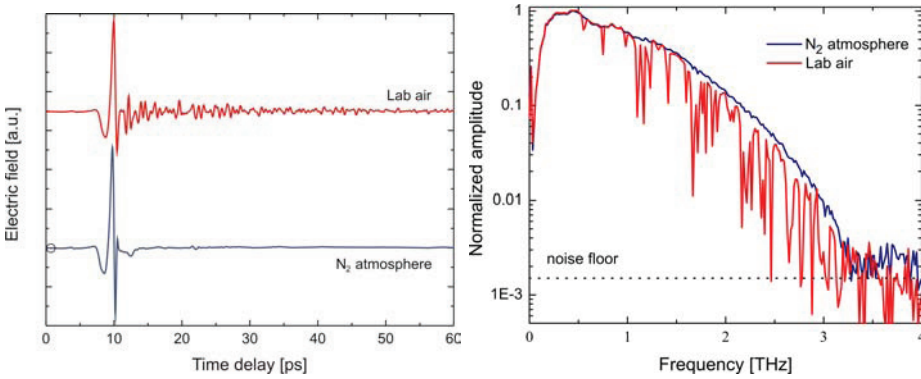 Electric field [a.u.]
Lab air
N₂ atmosphere
0
10
20
30
40
50
60
Time delay [ps]
Normalized amplitude
1
0.1
0.01
1E-3
N₂ atmosphere
Lab air
noise floor
0
1
2
3
4
Frequency [THz]